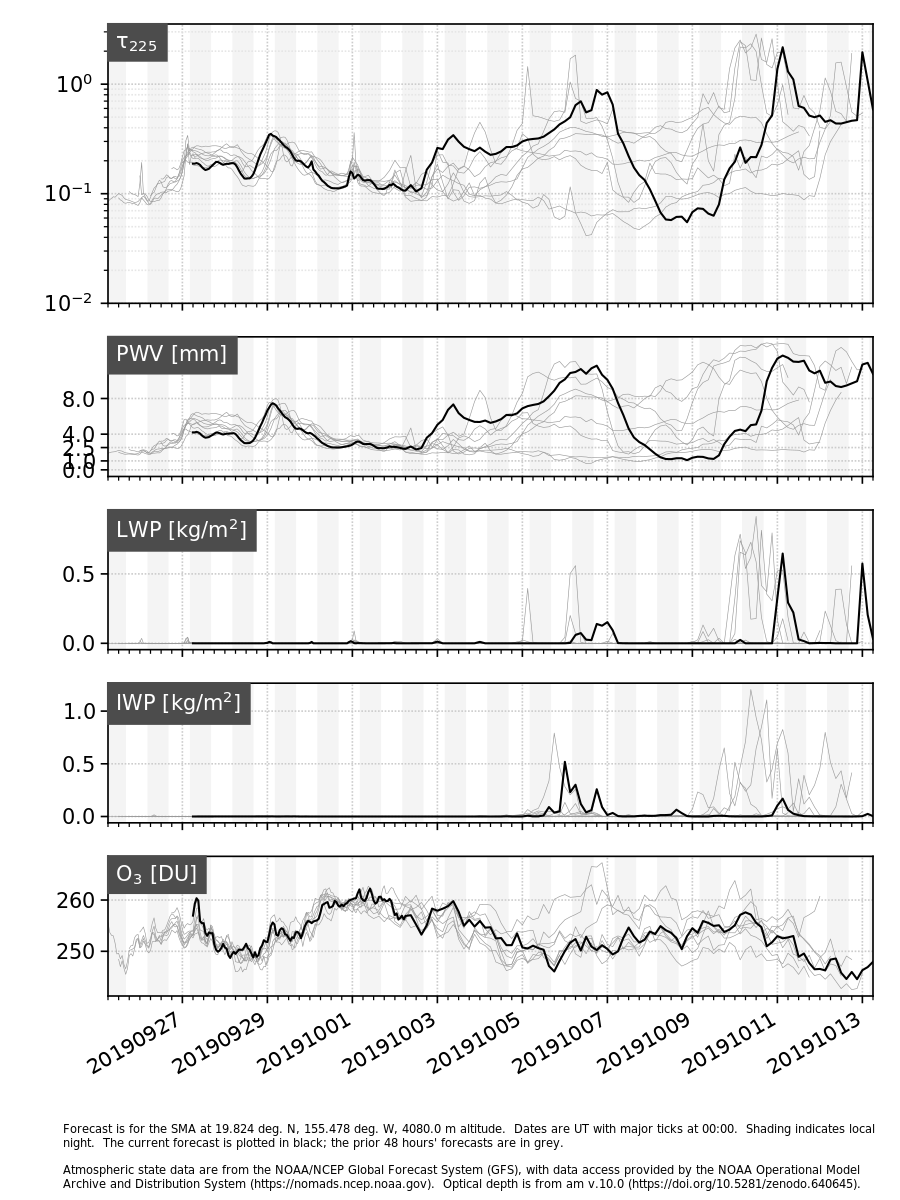 τ225
10⁰
10⁻¹
10⁻²
PWV [mm]
8.0
4.0
2.5
1.0
0.0
LWP [kg/m²]
0.5
0.0
IWP [kg/m²]
1.0
0.5
0.0
O₃ [DU]
260
250
20190927
20190929
20191001
20191003
20191005
20191007
20191009
20191011
20191013
Forecast is for the SMA at 19.824 deg. N, 155.478 deg. W, 4080.0 m altitude.  Dates are UT with major ticks at 00:00.  Shading indicates local
night.  The current forecast is plotted in black; the prior 48 hours' forecasts are in grey.
Atmospheric state data are from the NOAA/NCEP Global Forecast System (GFS), with data access provided by the NOAA Operational Model
Archive and Distribution System (https://nomads.ncep.noaa.gov).  Optical depth is from am v.10.0 (https://doi.org/10.5281/zenodo.640645).